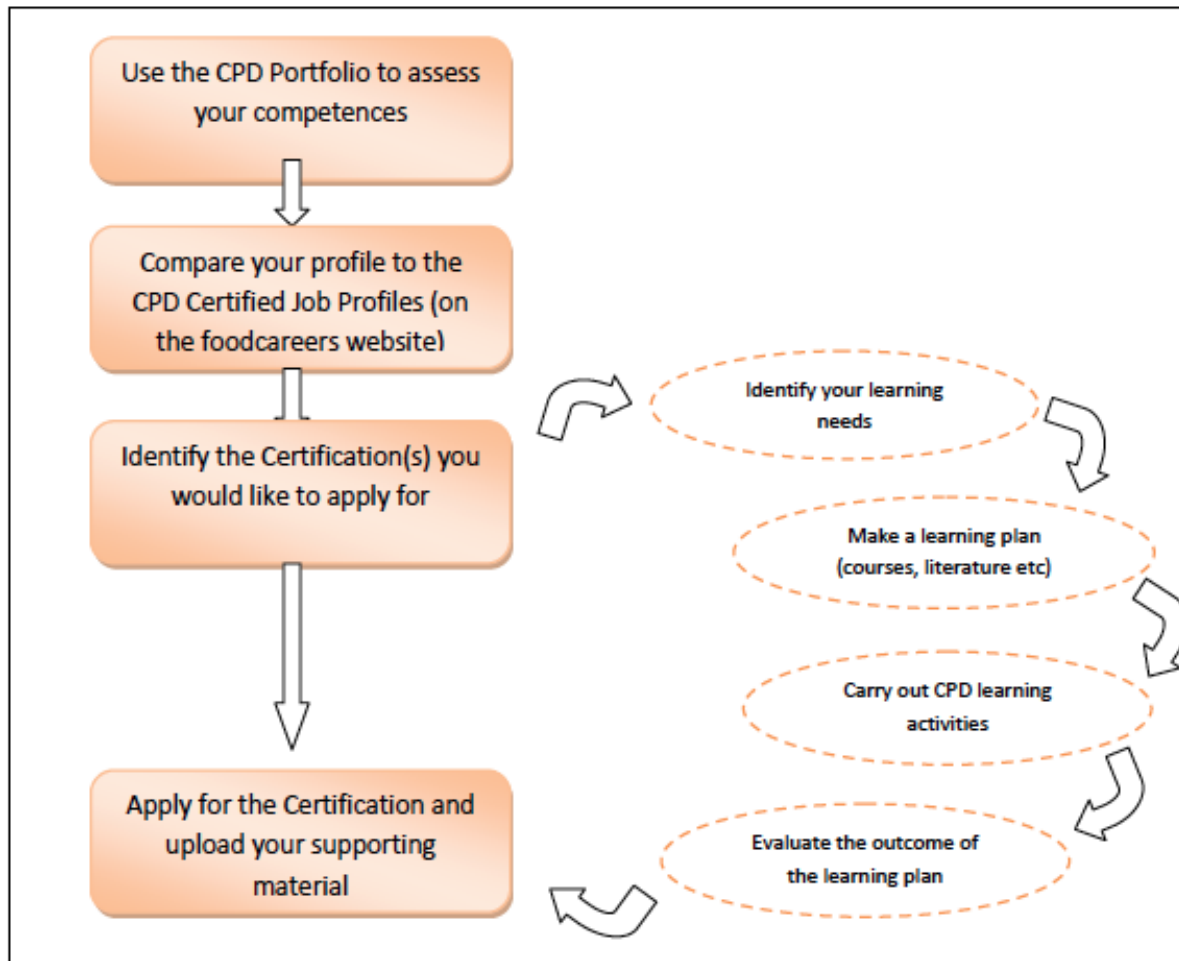 Use the CPD Portfolio to assess
your competences
Compare your profile to the
CPD Certified Job Profiles (on
the foodcareers website)
Identify the Certification(s) you
would like to apply for
Identify your learning
needs
Make a learning plan
(courses, literature etc)
Carry out CPD learning
activities
Evaluate the outcome of
the learning plan
Apply for the Certification and
upload your supporting
material